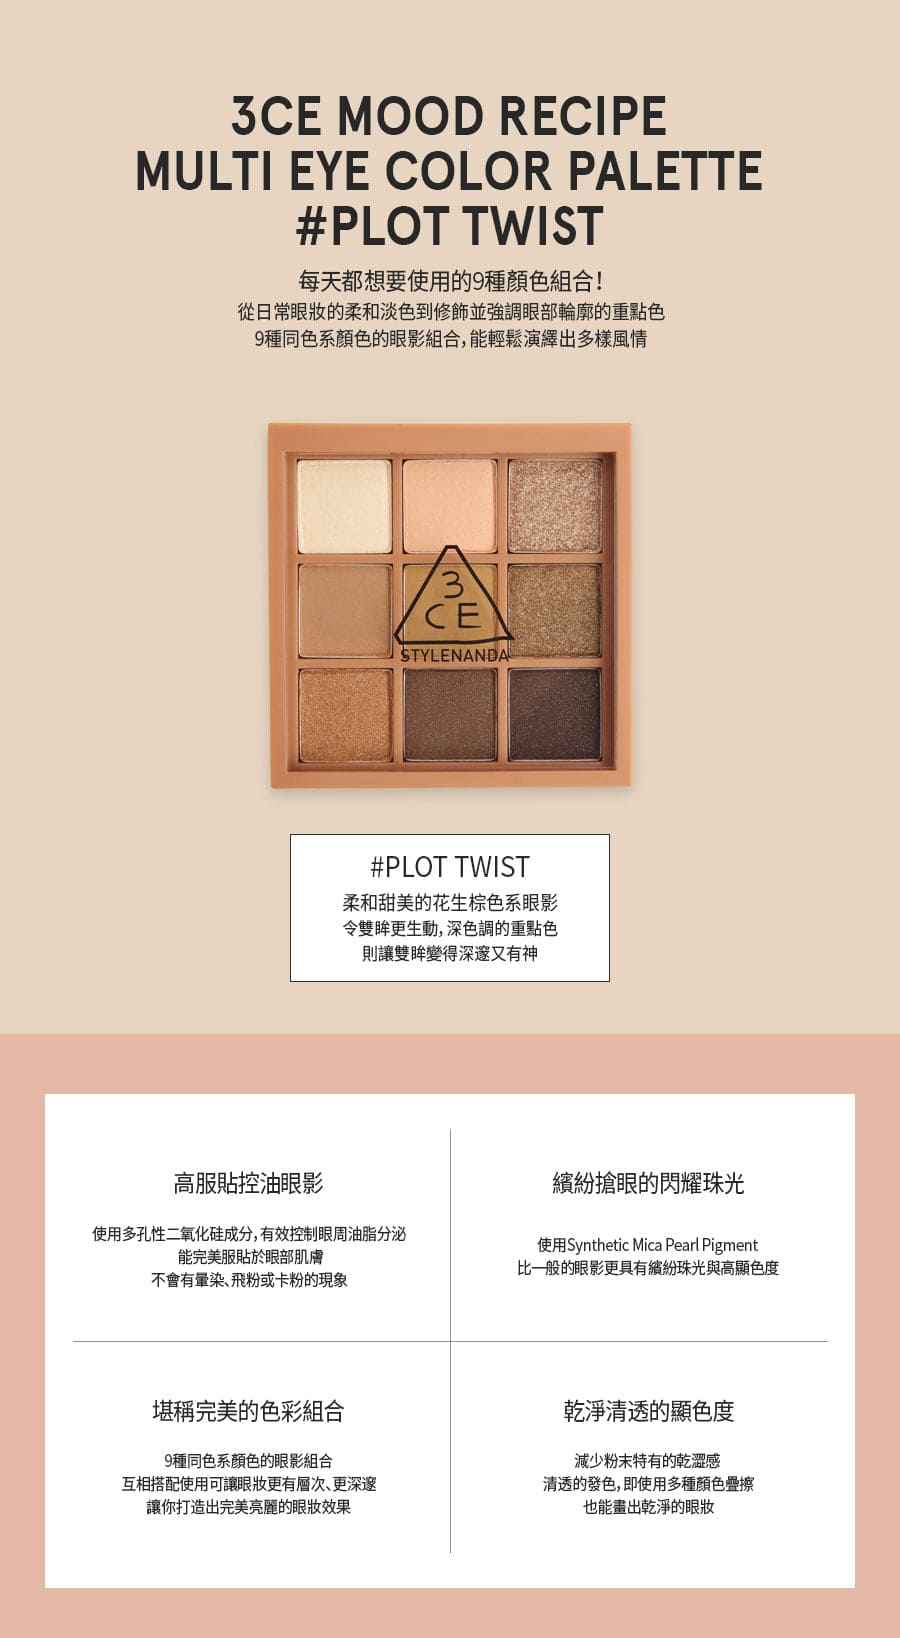 3CE MOOD RECIPE
MULTI EYE COLOR PALETTE
#PLOT TWIST
每天都想要使用的9種顏色組合！
從日常眼妝的柔和淡色到修飾並強調眼部輪廓的重點色
9種同色系顏色的眼影組合，能輕鬆演繹出多樣風情
3
CE
STYLENANDA
#PLOT TWIST
柔和甜美的花生棕色系眼影
令雙眸更生動，深色調的重點色
則讓雙眸變得深邃又有神
高服貼控油眼影
使用多孔性二氧化硅成分，有效控制眼周油脂分泌
能完美服貼於眼部肌膚
不會有暈染、飛粉或卡粉的現象
繽紛搶眼的閃耀珠光
使用Synthetic Mica Pearl Pigment
比一般的眼影更具有繽紛珠光與高顯色度
堪稱完美的色彩組合
9種同色系顏色的眼影組合
互相搭配使用可讓眼妝更有層次、更深邃
讓你打造出完美亮麗的眼妝效果
乾淨清透的顯色度
減少粉末特有的乾澀感
清透的發色，即使用多種顏色疊擦
也能畫出乾淨的眼妝